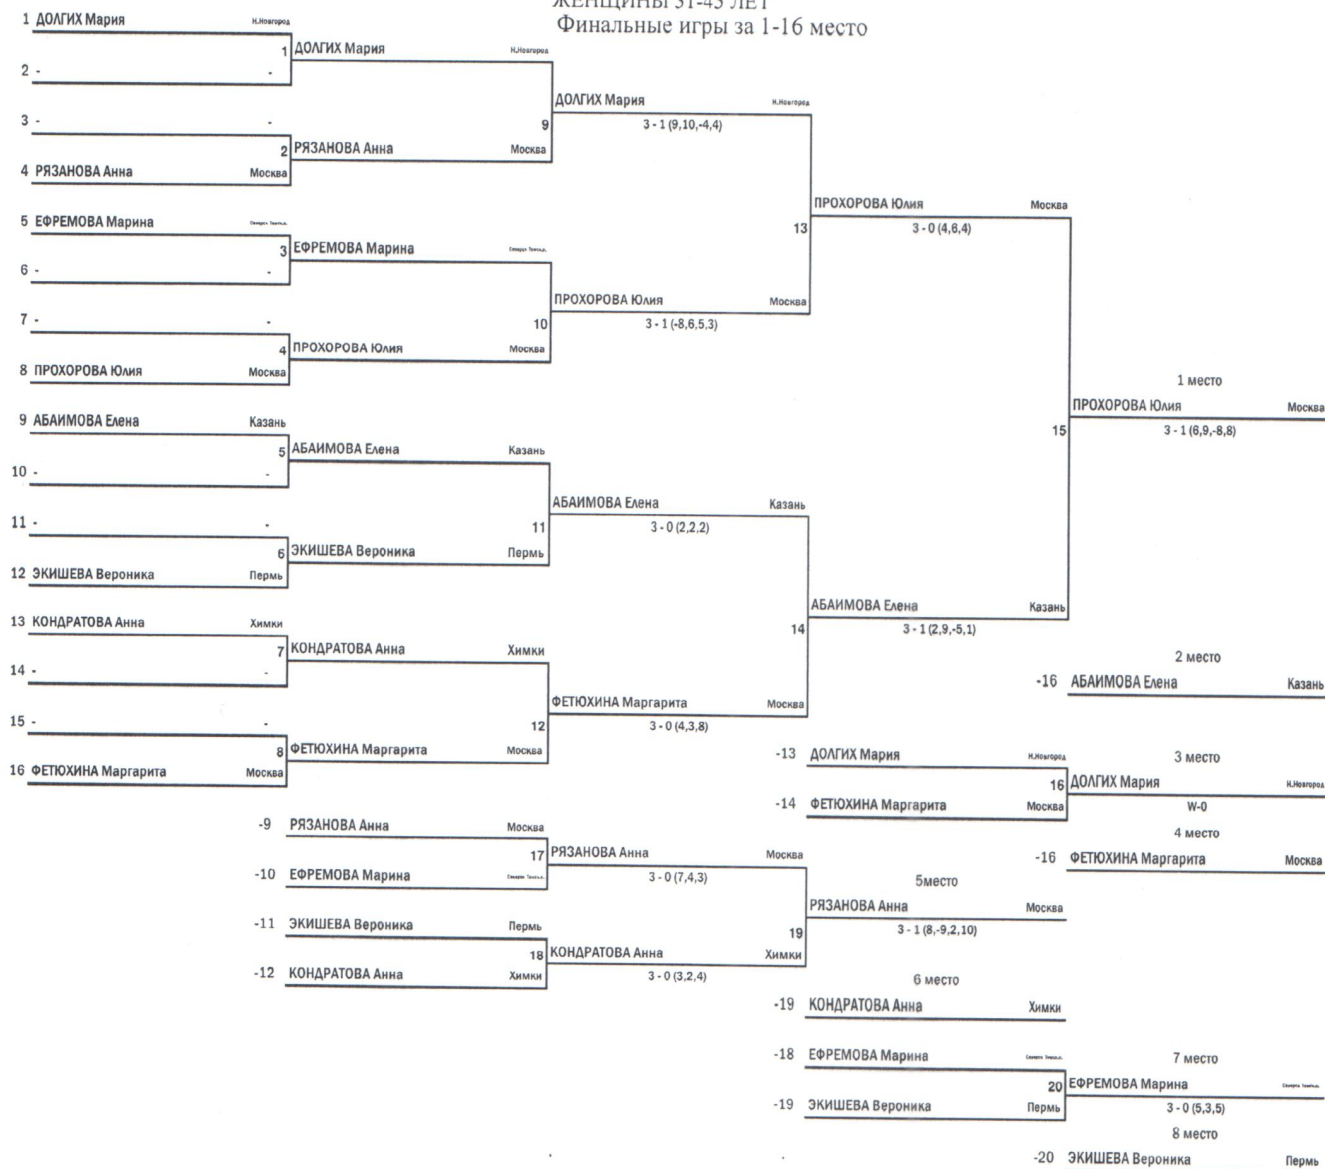 ЖЕНЩИНЫ 31-45 ЛЕТ
Финальные игры за 1-16 место
1 ДОЛГИХ Мария Н.Новгород
1 ДОЛГИХ Мария Н.Новгород
2 - -
ДОЛГИХ Мария Н.Новгород
9 3 - 1 (9,10,-4,4)
3 - -
2 РЯЗАНОВА Анна Москва
4 РЯЗАНОВА Анна Москва
ПРОХОРОВА Юлия Москва
13 3 - 0 (4,6,4)
5 ЕФРЕМОВА Марина
3 ЕФРЕМОВА Марина
6 - -
ПРОХОРОВА Юлия Москва
10 3 - 1 (-8,6,5,3)
7 - -
4 ПРОХОРОВА Юлия Москва
8 ПРОХОРОВА Юлия Москва
1 место
ПРОХОРОВА Юлия Москва
15 3 - 1 (6,9,-8,8)
9 АБАИМОВА Елена Казань
5 АБАИМОВА Елена Казань
10 - -
АБАИМОВА Елена Казань
11 3 - 0 (2,2,2)
11 - -
6 ЭКИШЕВА Вероника Пермь
12 ЭКИШЕВА Вероника Пермь
АБАИМОВА Елена Казань
14 3 - 1 (2,9,-5,1)
13 КОНДРАТОВА Анна Химки
7 КОНДРАТОВА Анна Химки
14 - -
2 место
-16 АБАИМОВА Елена Казань
ФЕТЮХИНА Маргарита Москва
12 3 - 0 (4,3,8)
15 - -
8 ФЕТЮХИНА Маргарита Москва
16 ФЕТЮХИНА Маргарита Москва
-13 ДОЛГИХ Мария Н.Новгород
3 место
16 ДОЛГИХ Мария Н.Новгород
W-0
-14 ФЕТЮХИНА Маргарита Москва
4 место
-16 ФЕТЮХИНА Маргарита Москва
-9 РЯЗАНОВА Анна Москва
17 РЯЗАНОВА Анна Москва
3 - 0 (7,4,3)
-10 ЕФРЕМОВА Марина
5место
РЯЗАНОВА Анна Москва
19 3 - 1 (8,-9,2,10)
-11 ЭКИШЕВА Вероника Пермь
18 КОНДРАТОВА Анна Химки
3 - 0 (3,2,4)
-12 КОНДРАТОВА Анна Химки
6 место
-19 КОНДРАТОВА Анна Химки
-18 ЕФРЕМОВА Марина
7 место
20 ЕФРЕМОВА Марина
3 - 0 (5,3,5)
-19 ЭКИШЕВА Вероника Пермь
8 место
-20 ЭКИШЕВА Вероника Пермь